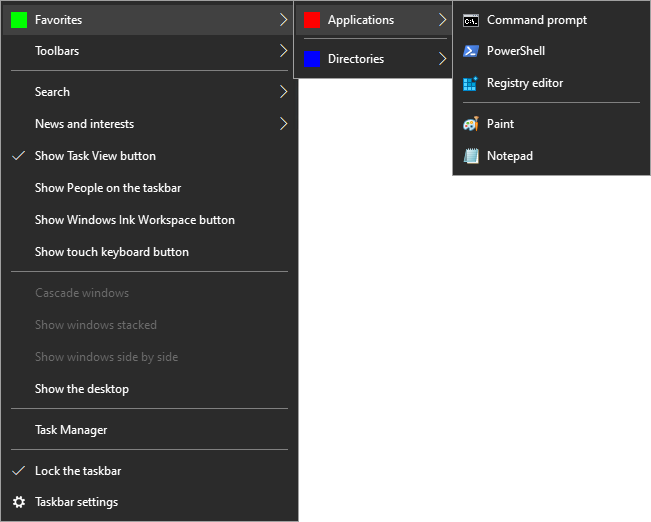 Favorites
Toolbars
Search
News and interests
Show Task View button
Show People on the taskbar
Show Windows Ink Workspace button
Show touch keyboard button
Cascade windows
Show windows stacked
Show windows side by side
Show the desktop
Task Manager
Lock the taskbar
Taskbar settings
Applications
Directories
Command prompt
PowerShell
Registry editor
Paint
Notepad